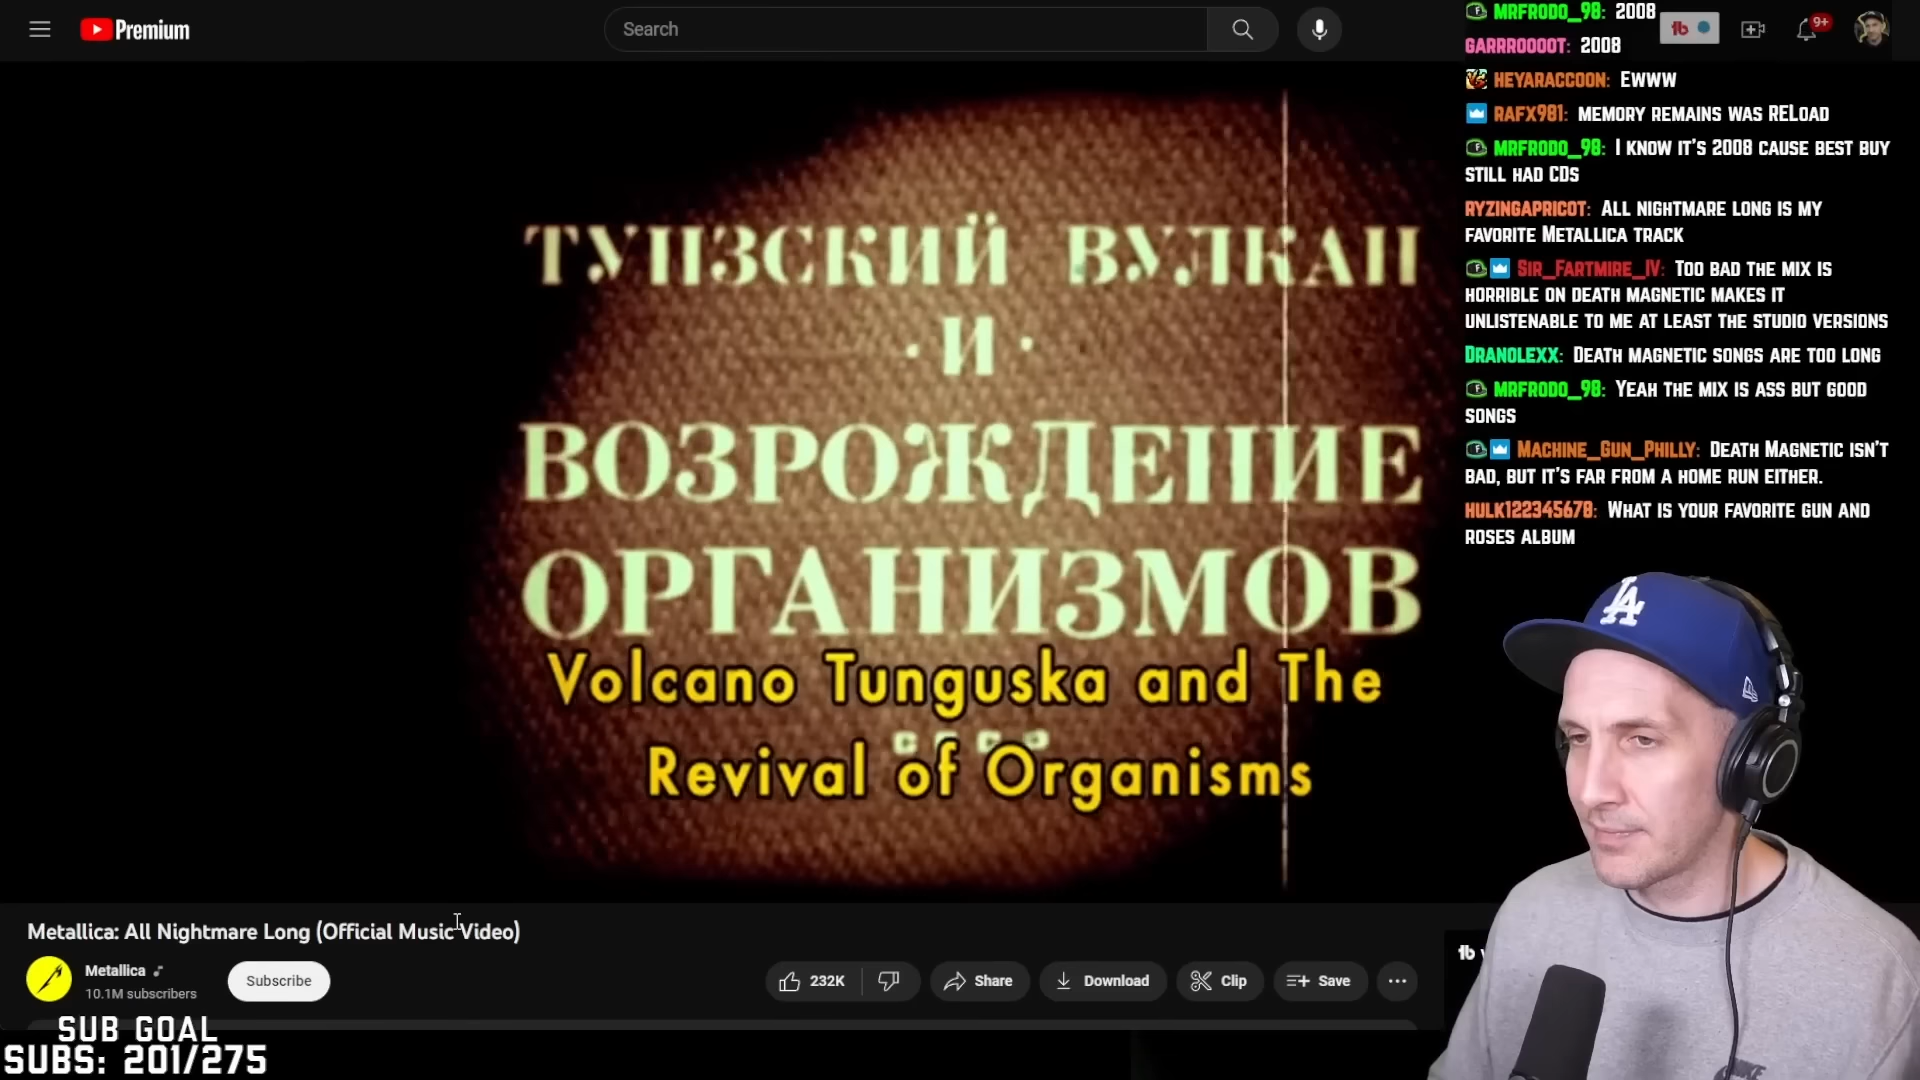 Premium
Search
9+
MRFRODO_98: 2008
GARRROOOOT: 2008
HEYARACCOON: EWWW
RAFX981: MEMORY REMAINS WAS RELOAD
MRFRODO_98: I KNOW IT'S 2008 CAUSE BEST BUY
STILL HAD CDS
RYZINGAPRICOT: ALL NIGHTMARE LONG IS MY
FAVORITE METALLICA TRACK
SIR_FARTMIRE_IV: TOO BAD THE MIX IS
HORRIBLE ON DEATH MAGNETIC MAKES IT
UNLISTENABLE TO ME AT LEAST THE STUDIO VERSIONS
DRANOLEXX: DEATH MAGNETIC SONGS ARE TOO LONG
MRFRODO_98: YEAH THE MIX IS ASS BUT GOOD
SONGS
MACHINE_GUN_PHILLY: DEATH MAGNETIC ISN'T
BAD, BUT IT'S FAR FROM A HOME RUN EITHER.
HULK122345678: WHAT IS YOUR FAVORITE GUN AND
ROSES ALBUM
ТУНЗСКИЙ ВУЛКАН
· И ·
ВОЗРОЖДЕНИЕ
ОРГАНИЗМОВ
Volcano Tunguska and The
Revival of Organisms
LA
Metallica: All Nightmare Long (Official Music Video)
Metallica
10.1M subscribers
Subscribe
232K
Share
Download
Clip
Save
SUB GOAL
SUBS: 201/275